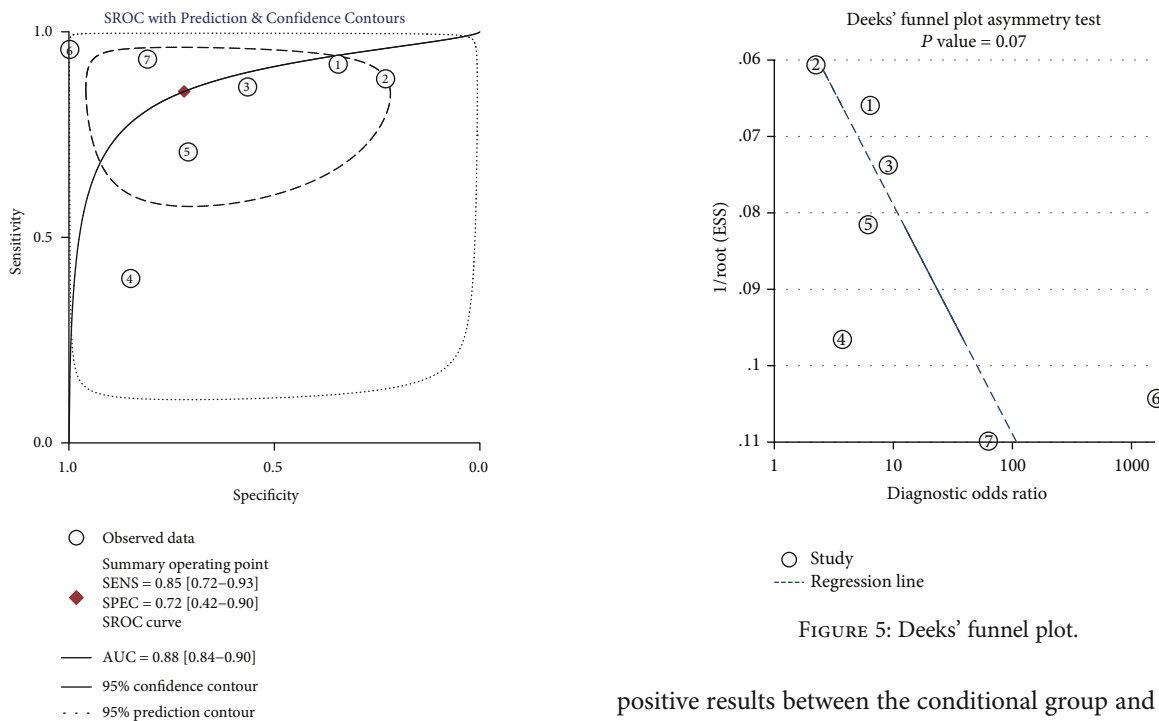 SROC with Prediction & Confidence Contours
1.0
0.5
0.0
Sensitivity
6
7
1
2
3
5
4
1.0 0.5 0.0
Specificity
Observed data
Summary operating point
SENS = 0.85 [0.72–0.93]
SPEC = 0.72 [0.42–0.90]
SROC curve
AUC = 0.88 [0.84–0.90]
95% confidence contour
95% prediction contour
Deeks' funnel plot asymmetry test
P value = 0.07
.06
.07
.08
.09
.1
.11
1/root (ESS)
2
1
3
5
4
6
7
1 10 100 1000
Diagnostic odds ratio
Study
Regression line
Figure 5: Deeks' funnel plot.
positive results between the conditional group and